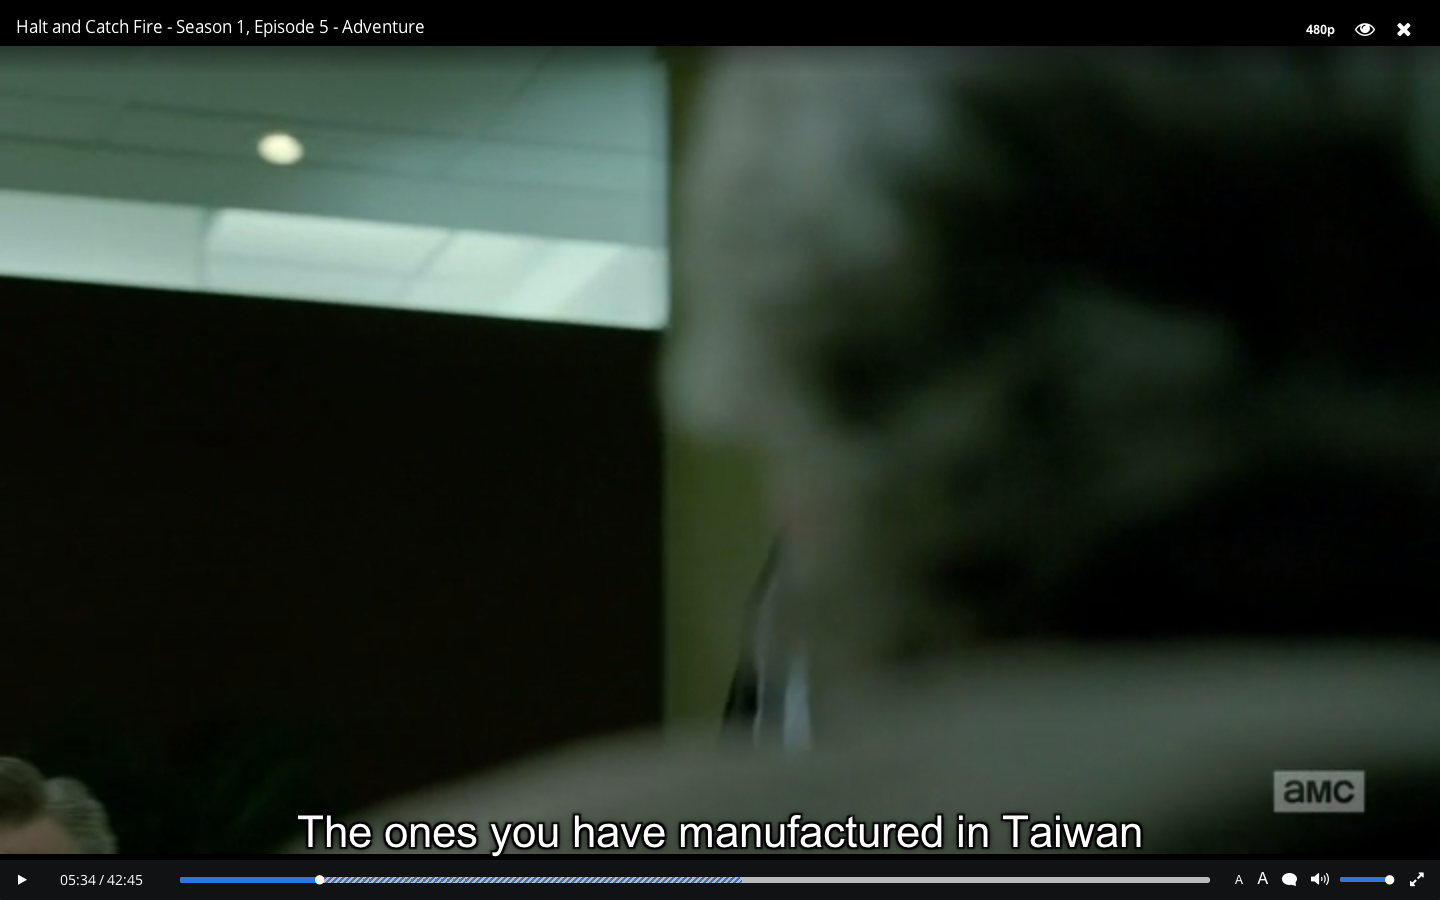 Halt and Catch Fire - Season 1, Episode 5 - Adventure
480p
amc
The ones you have manufactured in Taiwan
05:34 / 42:45
A A